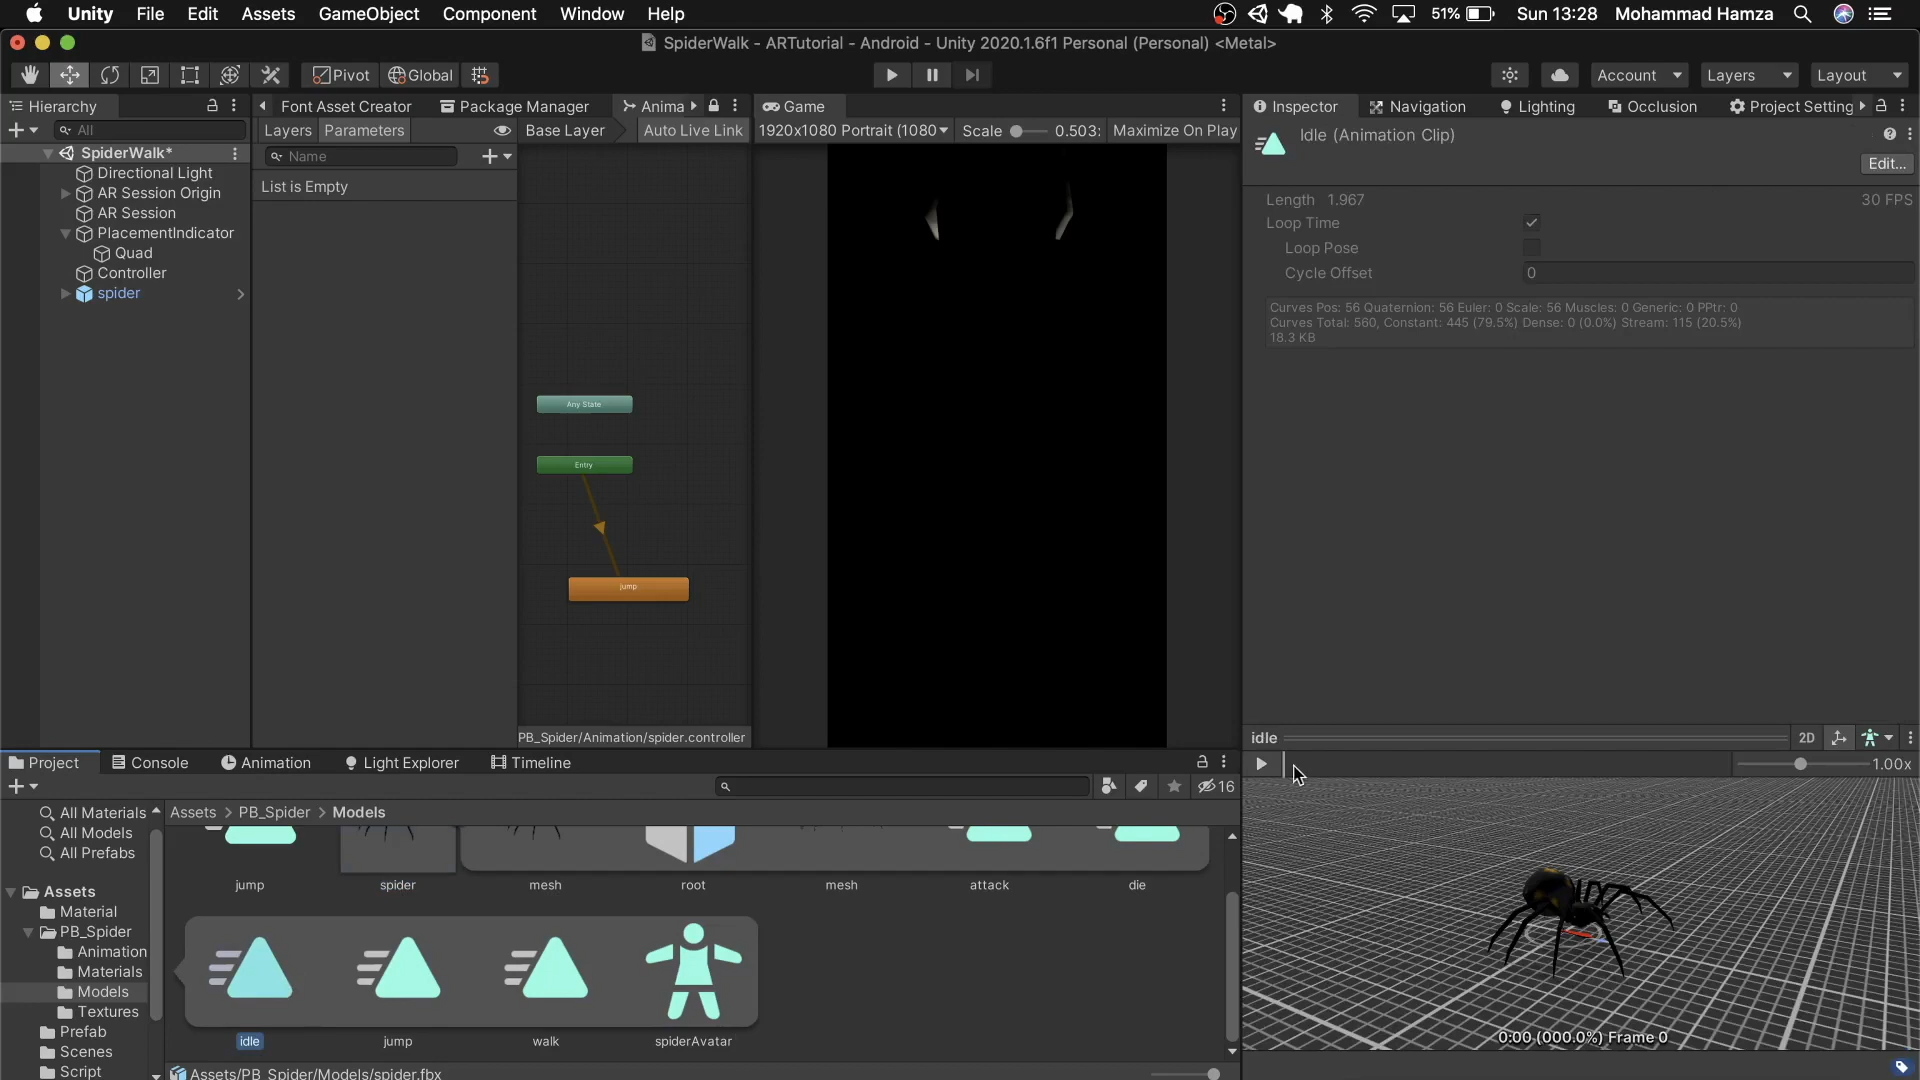 Unity File Edit Assets GameObject Component Window Help 51% Sun 13:28 Mohammad Hamza
SpiderWalk - ARTutorial - Android - Unity 2020.1.6f1 Personal (Personal) <Metal>
Pivot Global Account Layers Layout
Hierarchy
All
SpiderWalk*
Directional Light
AR Session Origin
AR Session
PlacementIndicator
Quad
Controller
spider
Font Asset Creator Package Manager Anima
Layers Parameters Base Layer Auto Live Link
Name
List is Empty
Any State
Entry
jump
PB_Spider/Animation/spider.controller
Game
1920x1080 Portrait (1080 Scale 0.503: Maximize On Play
Inspector Navigation Lighting Occlusion Project Setting
Idle (Animation Clip)
Edit...
Length 1.967 30 FPS
Loop Time
Loop Pose
Cycle Offset 0
Curves Pos: 56 Quaternion: 56 Euler: 0 Scale: 56 Muscles: 0 Generic: 0 PPtr: 0
Curves Total: 560, Constant: 445 (79.5%) Dense: 0 (0.0%) Stream: 115 (20.5%)
18.3 KB
idle 2D
1.00x
0:00 (000.0%) Frame 0
Project Console Animation Light Explorer Timeline
16
All Materials
All Models
All Prefabs
Assets
Material
PB_Spider
Animation
Materials
Models
Textures
Prefab
Scenes
Script
Assets > PB_Spider > Models
jump spider mesh root mesh attack die
idle jump walk spiderAvatar
Assets/PB_Spider/Models/spider.fbx